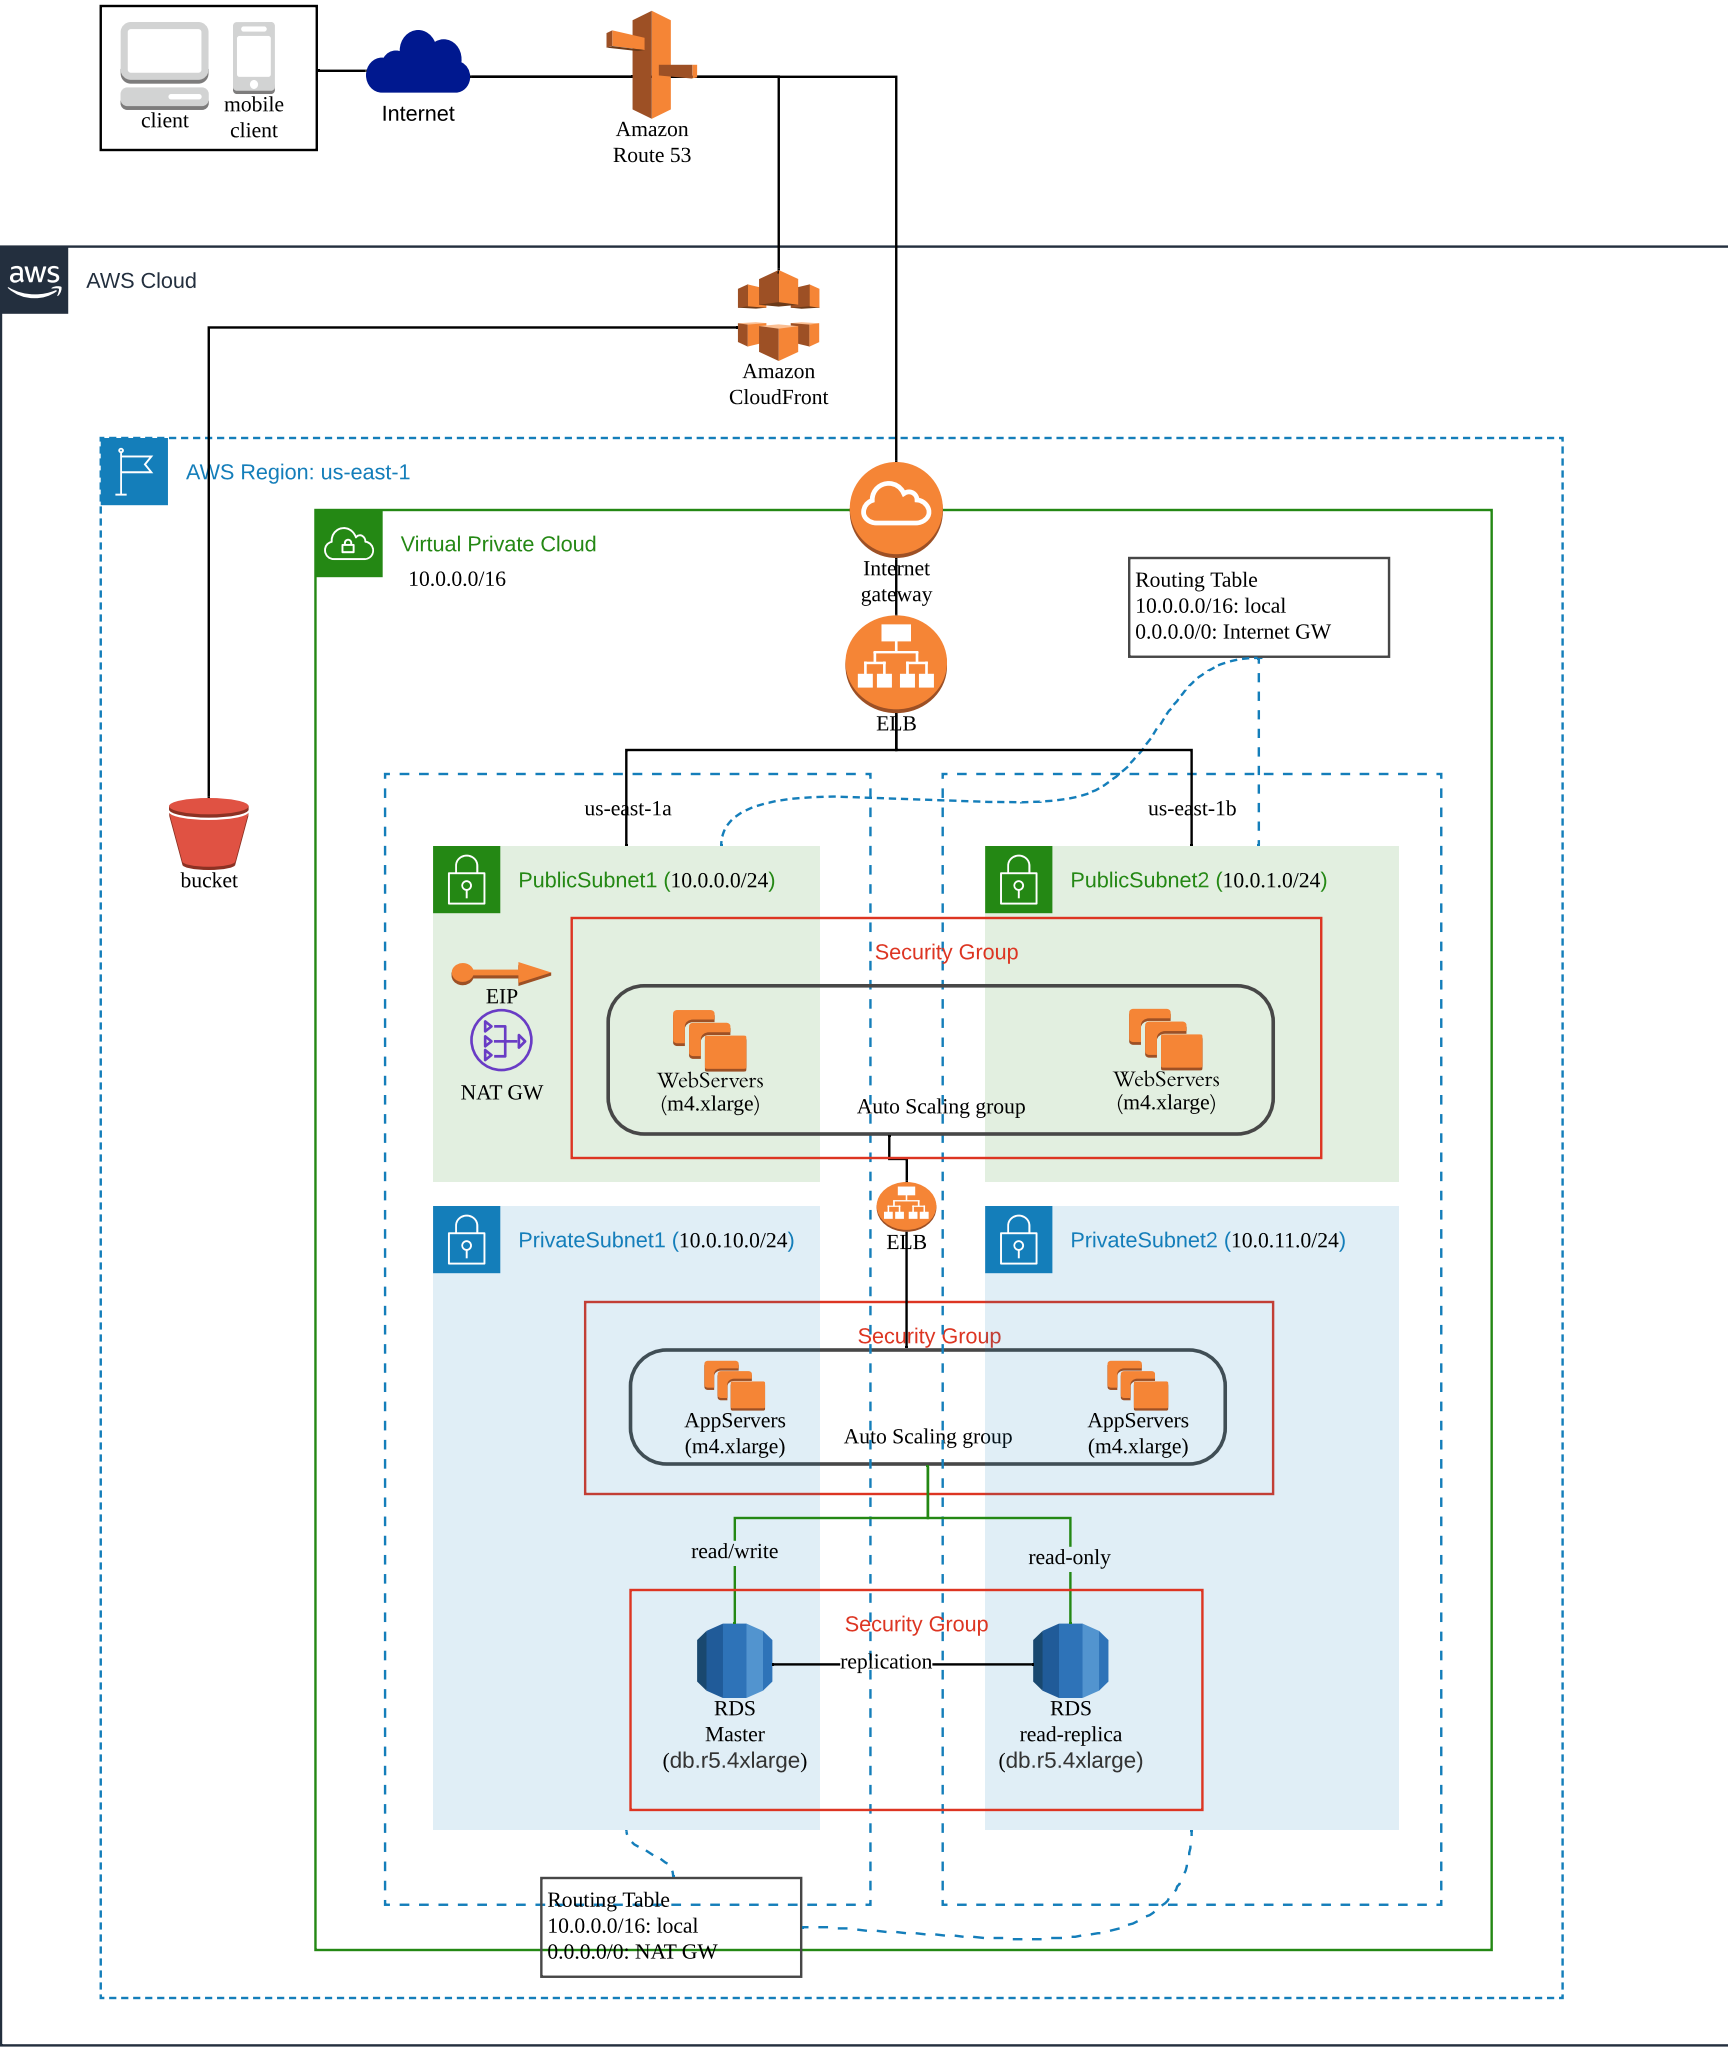 client
mobile
client
Internet
Amazon
Route 53
aws
AWS Cloud
Amazon
CloudFront
AWS Region: us-east-1
Virtual Private Cloud
10.0.0.0/16
Internet
gateway
Routing Table
10.0.0.0/16: local
0.0.0.0/0: Internet GW
ELB
us-east-1a
us-east-1b
bucket
PublicSubnet1 (10.0.0.0/24)
PublicSubnet2 (10.0.1.0/24)
Security Group
EIP
NAT GW
WebServers
(m4.xlarge)
Auto Scaling group
WebServers
(m4.xlarge)
PrivateSubnet1 (10.0.10.0/24)
ELB
PrivateSubnet2 (10.0.11.0/24)
Security Group
AppServers
(m4.xlarge)
Auto Scaling group
AppServers
(m4.xlarge)
read/write
read-only
Security Group
replication
RDS
Master
(db.r5.4xlarge)
RDS
read-replica
(db.r5.4xlarge)
Routing Table
10.0.0.0/16: local
0.0.0.0/0: NAT GW